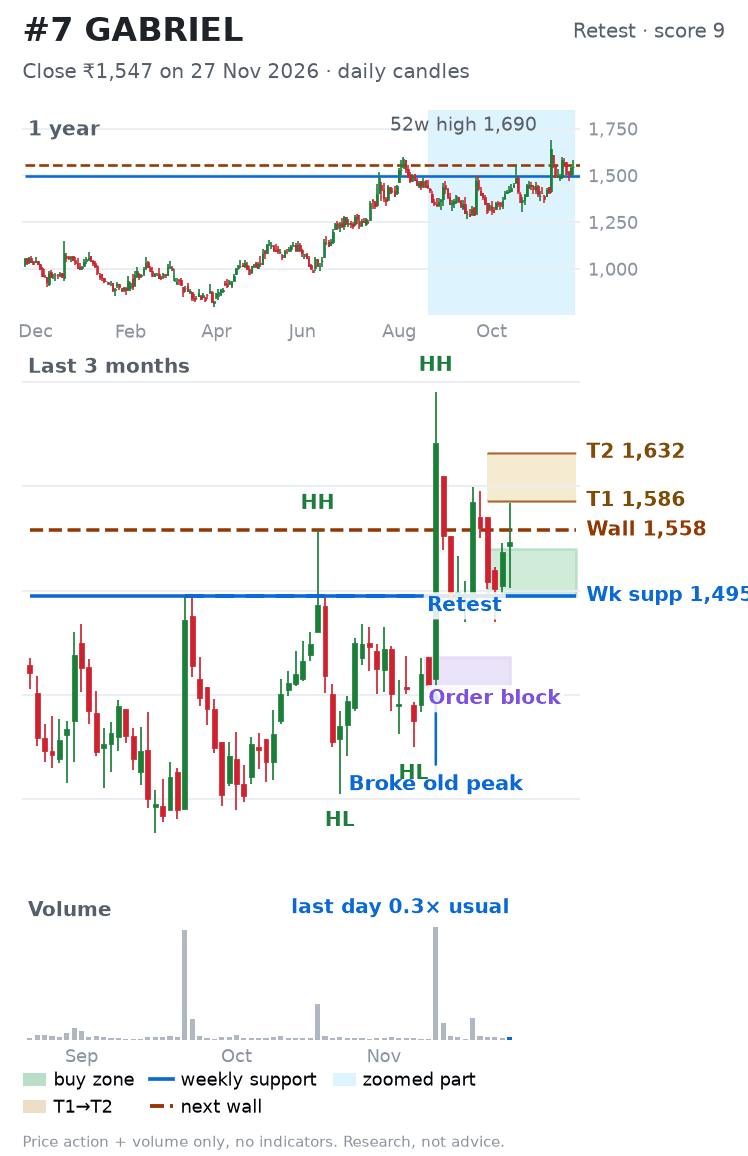 #7 GABRIEL
Retest · score 9
Close ₹1,547 on 27 Nov 2026 · daily candles
1 year
52w high 1,690
1,750
1,500
1,250
1,000
Dec Feb Apr Jun Aug Oct
Last 3 months
HH
T2 1,632
HH
T1 1,586
Wall 1,558
Wk supp 1,495
Retest
Order block
HL
Broke old peak
HL
Volume
last day 0.3× usual
Sep Oct Nov
buy zone weekly support zoomed part
T1→T2 next wall
Price action + volume only, no indicators. Research, not advice.